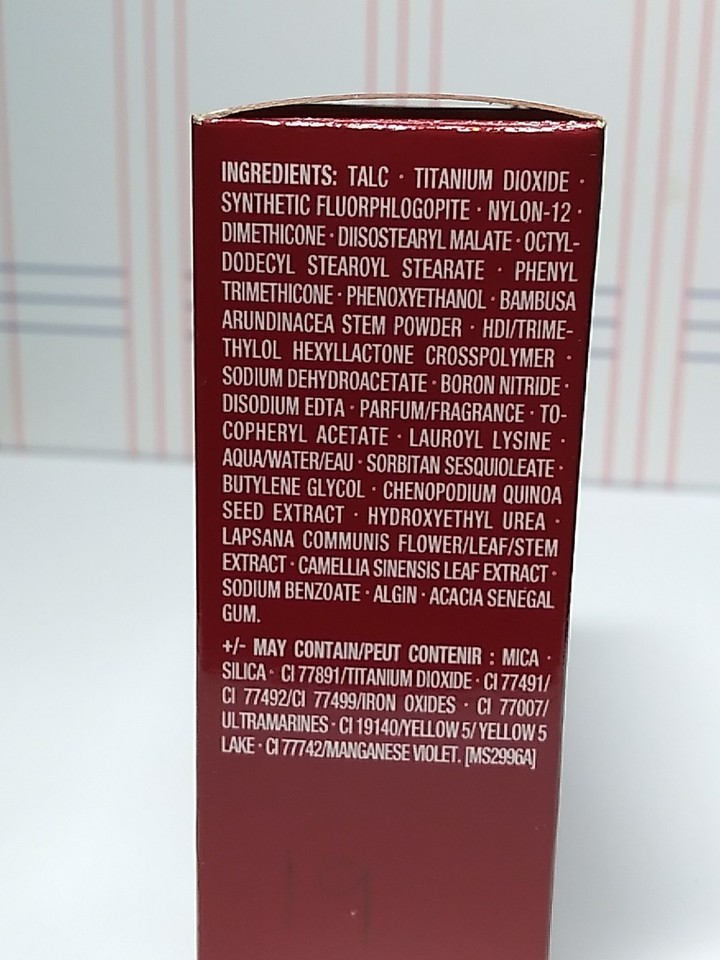 INGREDIENTS: TALC · TITANIUM DIOXIDE ·
SYNTHETIC FLUORPHLOGOPITE · NYLON-12 ·
DIMETHICONE · DIISOSTEARYL MALATE · OCTYL-
DODECYL STEAROYL STEARATE · PHENYL
TRIMETHICONE · PHENOXYETHANOL · BAMBUSA
ARUNDINACEA STEM POWDER · HDI/TRIME-
THYLOL HEXYLLACTONE CROSSPOLYMER ·
SODIUM DEHYDROACETATE · BORON NITRIDE ·
DISODIUM EDTA · PARFUM/FRAGRANCE · TO-
COPHERYL ACETATE · LAUROYL LYSINE ·
AQUA/WATER/EAU · SORBITAN SESQUIOLEATE ·
BUTYLENE GLYCOL · CHENOPODIUM QUINOA
SEED EXTRACT · HYDROXYETHYL UREA ·
LAPSANA COMMUNIS FLOWER/LEAF/STEM
EXTRACT · CAMELLIA SINENSIS LEAF EXTRACT ·
SODIUM BENZOATE · ALGIN · ACACIA SENEGAL
GUM.
+/- MAY CONTAIN/PEUT CONTENIR : MICA ·
SILICA · CI 77891/TITANIUM DIOXIDE · CI 77491/
CI 77492/CI 77499/IRON OXIDES · CI 77007/
ULTRAMARINES · CI 19140/YELLOW 5/ YELLOW 5
LAKE · CI 77742/MANGANESE VIOLET. [MS2996A]